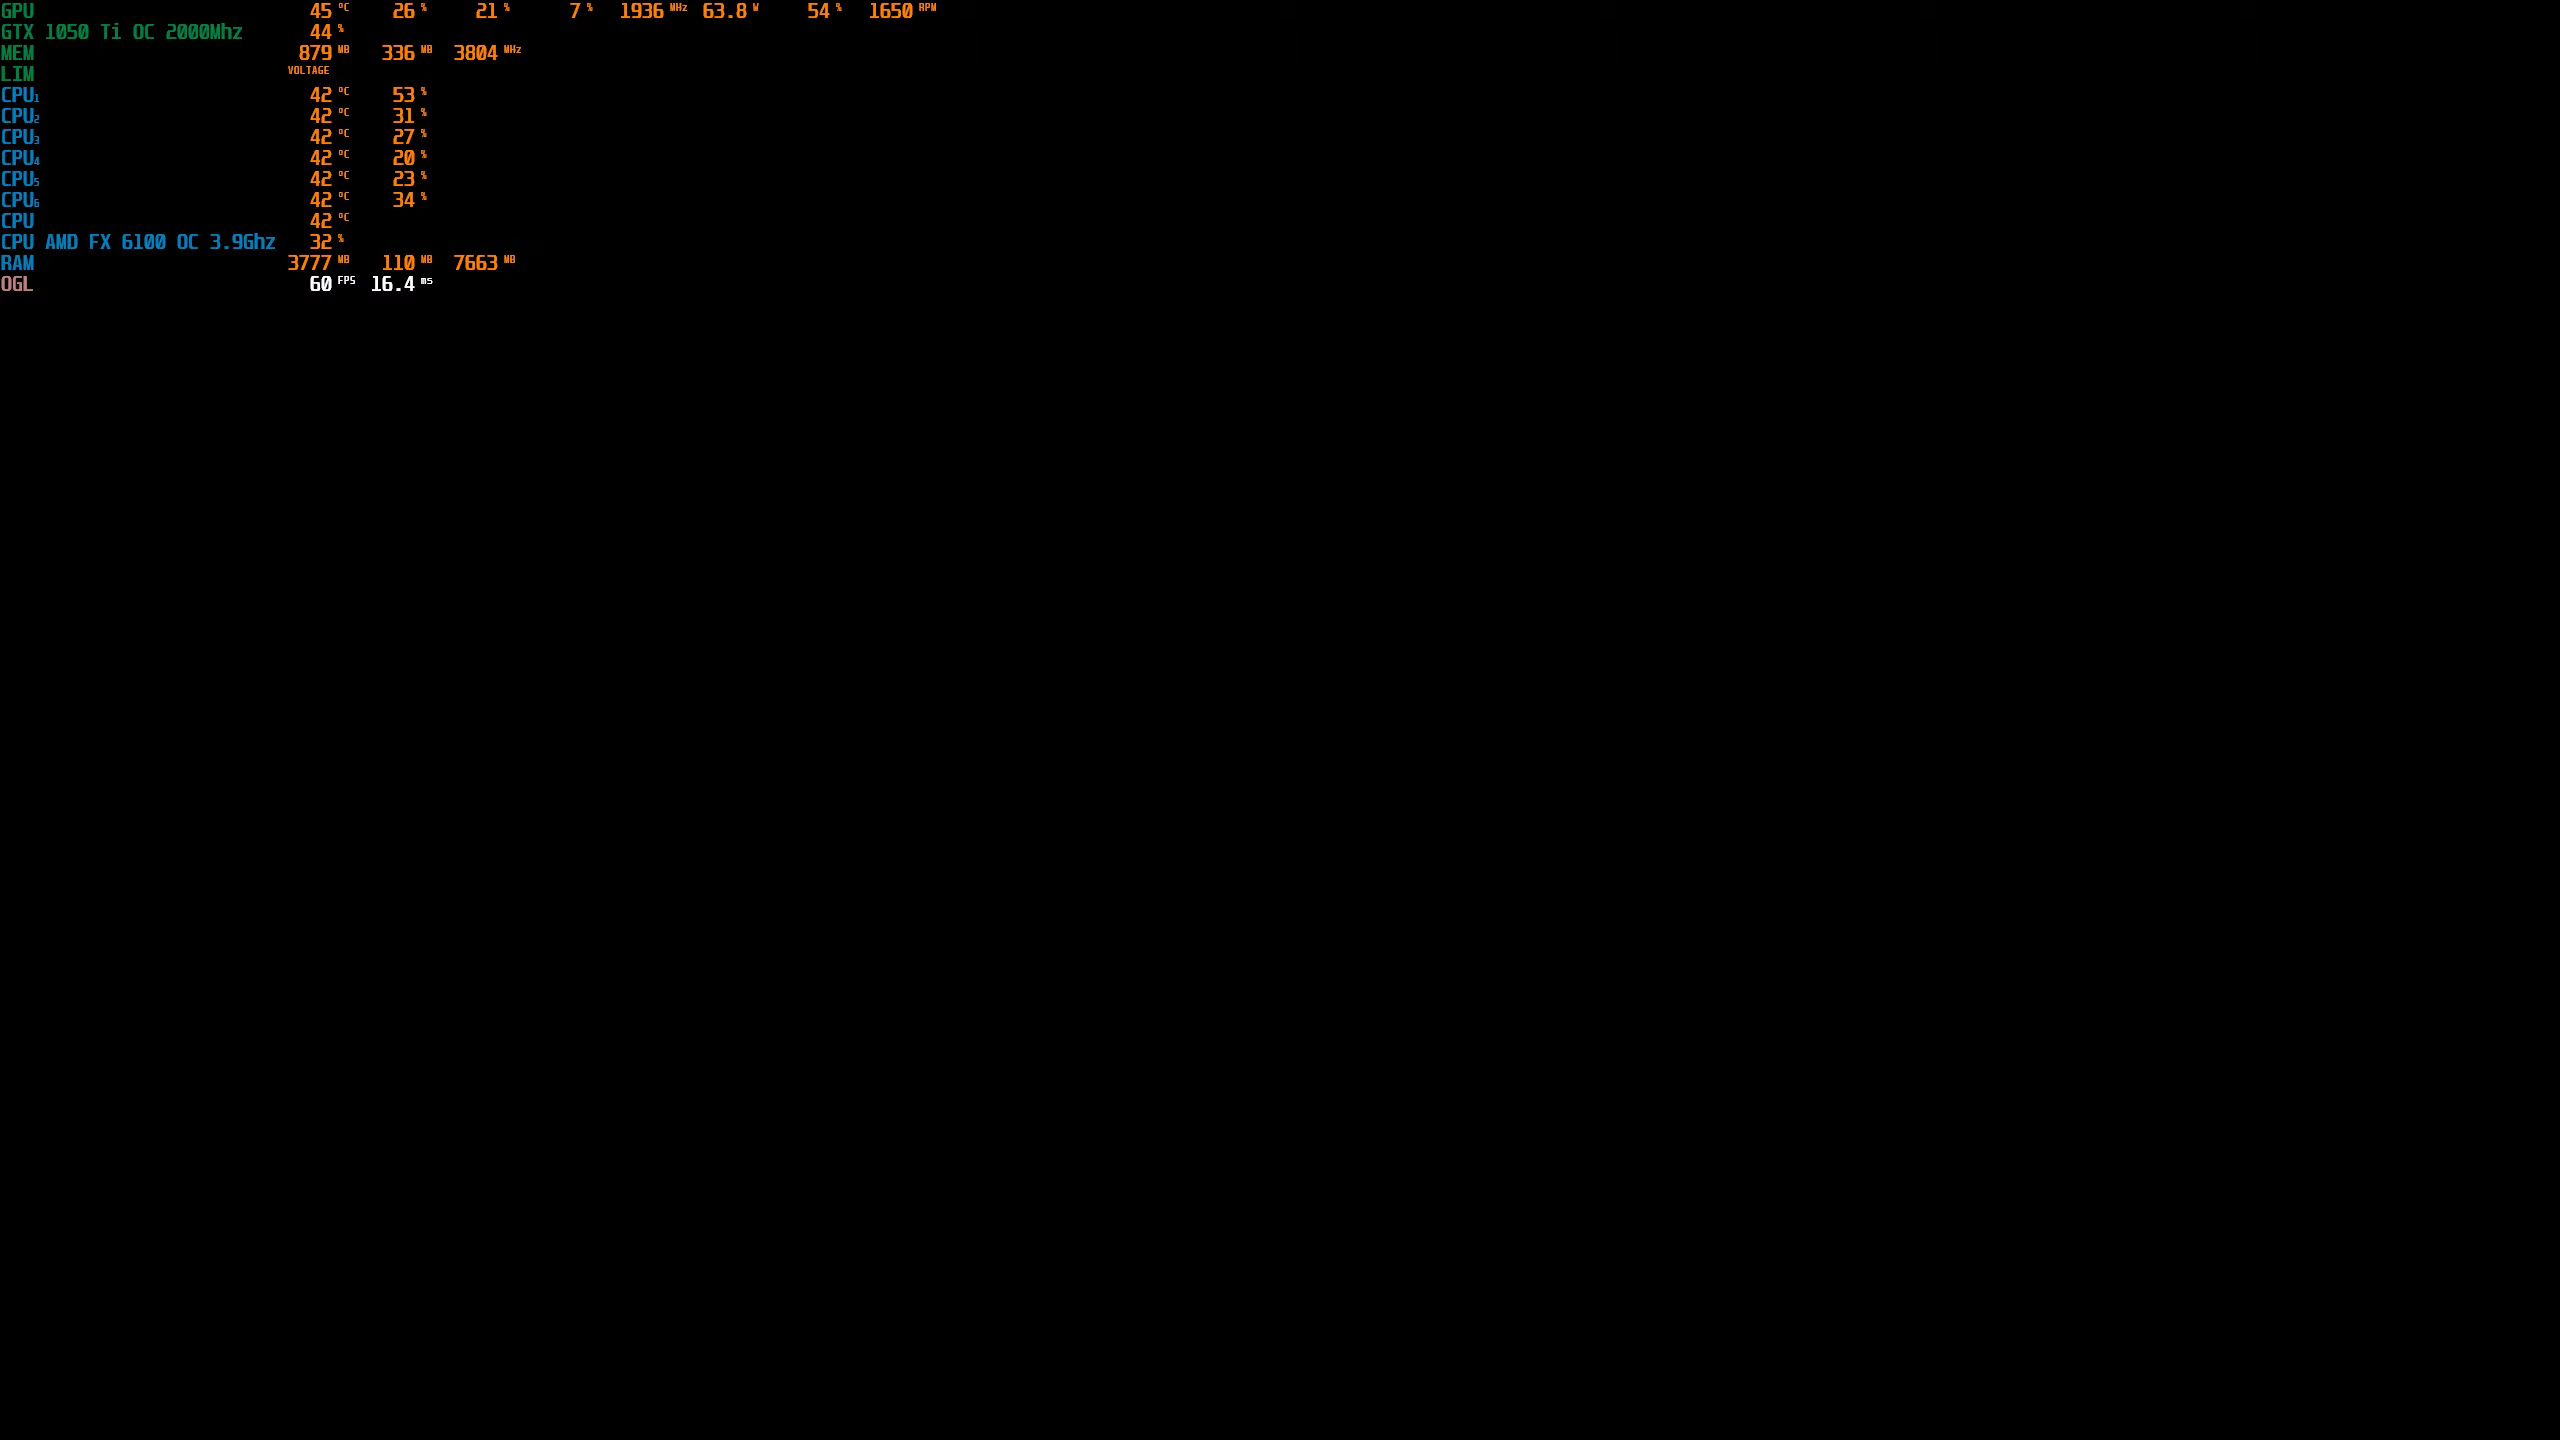 GPU 45 °C 26 % 21 % 7 % 1936 MHz 63.8 W 54 % 1650 RPM
GTX 1050 Ti OC 2000Mhz 44 %
MEM 879 MB 336 MB 3804 MHz
LIM VOLTAGE
CPU1 42 °C 53 %
CPU2 42 °C 31 %
CPU3 42 °C 27 %
CPU4 42 °C 20 %
CPU5 42 °C 23 %
CPU6 42 °C 34 %
CPU 42 °C
CPU AMD FX 6100 OC 3.9Ghz 32 %
RAM 3777 MB 110 MB 7663 MB
OGL 60 FPS 16.4 ms